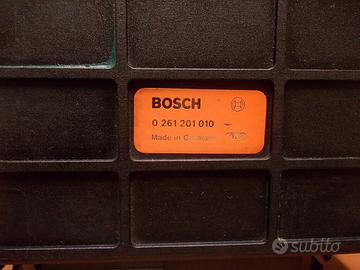 BOSCH
0 261 201 010
Made in Germany
subito